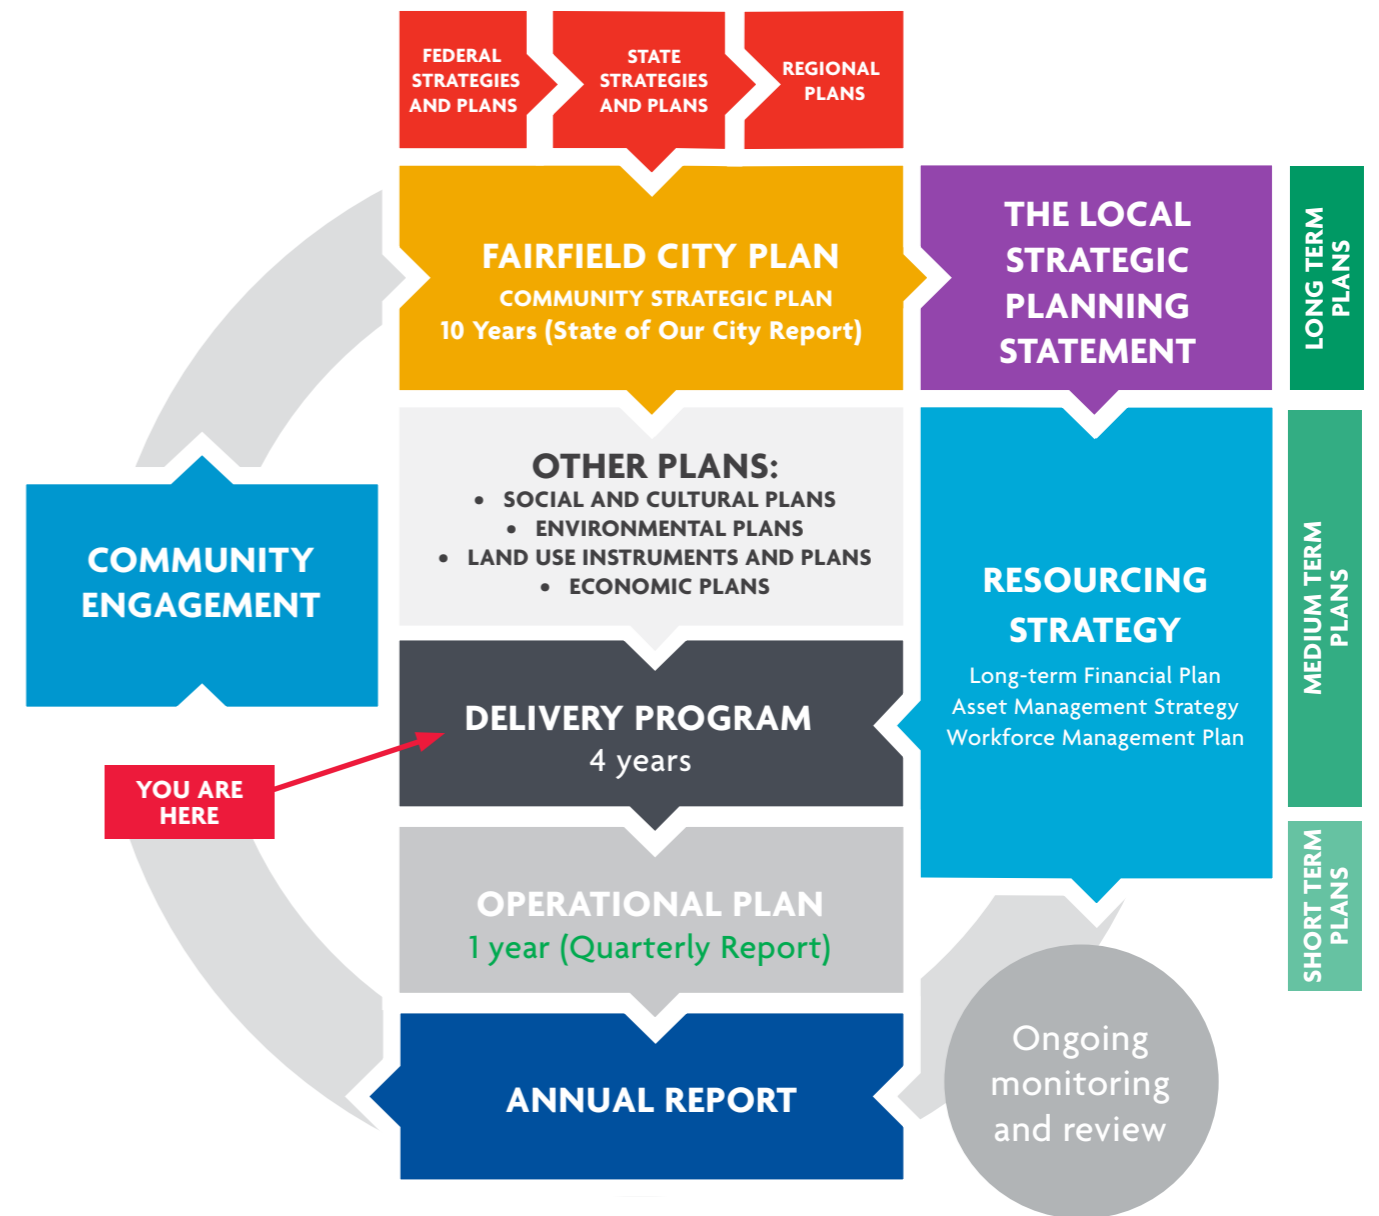 FEDERAL
STRATEGIES
AND PLANS
STATE
STRATEGIES
AND PLANS
REGIONAL
PLANS
FAIRFIELD CITY PLAN
COMMUNITY STRATEGIC PLAN
10 Years (State of Our City Report)
THE LOCAL
STRATEGIC
PLANNING
STATEMENT
LONG TERM
PLANS
OTHER PLANS:
• SOCIAL AND CULTURAL PLANS
• ENVIRONMENTAL PLANS
• LAND USE INSTRUMENTS AND PLANS
• ECONOMIC PLANS
COMMUNITY
ENGAGEMENT
RESOURCING
STRATEGY
Long-term Financial Plan
Asset Management Strategy
Workforce Management Plan
MEDIUM TERM
PLANS
DELIVERY PROGRAM
4 years
YOU ARE
HERE
OPERATIONAL PLAN
1 year (Quarterly Report)
SHORT TERM
PLANS
ANNUAL REPORT
Ongoing
monitoring
and review